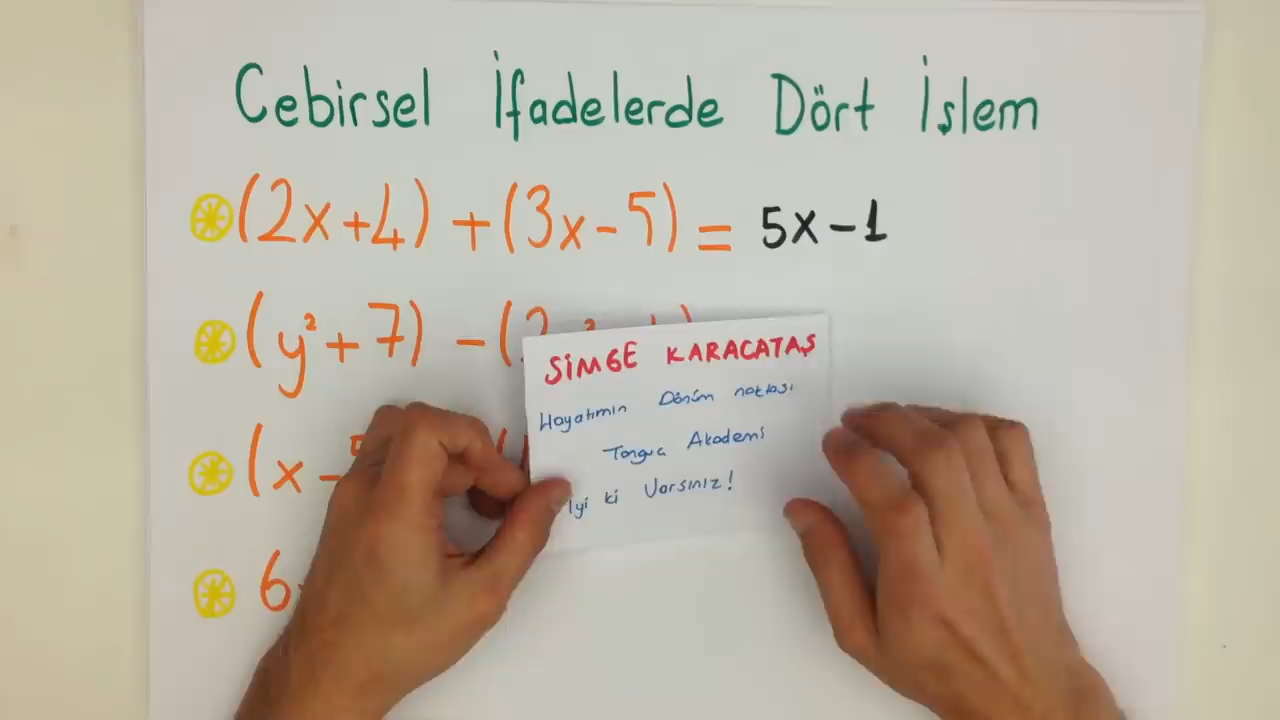 Cebirsel İfadelerde Dört İşlem
(2x+4) + (3x-5) = 5x-1
(y²+7) - (
SİMGE KARACATAŞ
Hayatımın Dönüm noktası
Tonguç Akademi
İyi ki Varsınız!
(x-
6